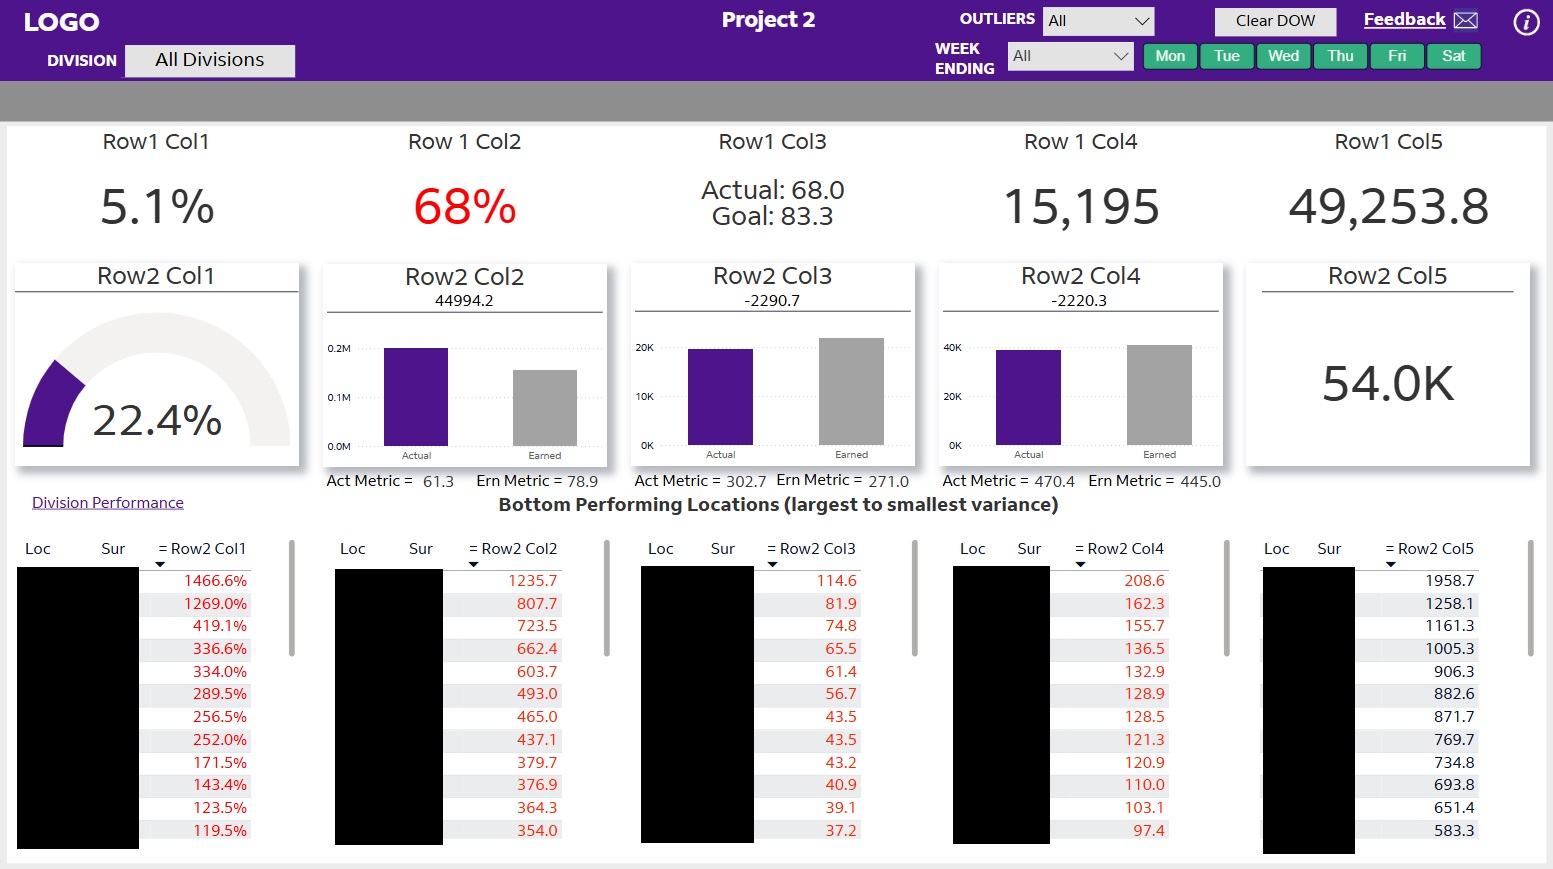 LOGO
Project 2
OUTLIERS All
Clear DOW
Feedback
i
DIVISION All Divisions
WEEK
ENDING
All
Mon Tue Wed Thu Fri Sat
Row1 Col1 Row 1 Col2 Row1 Col3 Row 1 Col4 Row1 Col5
5.1% 68% Actual: 68.0 15,195 49,253.8
Goal: 83.3
Row2 Col1
22.4%
Row2 Col2
44994.2
0.2M
0.1M
0.0M
Actual Earned
Act Metric = 61.3 Ern Metric = 78.9
Row2 Col3
-2290.7
20K
10K
0K
Actual Earned
Act Metric = 302.7 Ern Metric = 271.0
Row2 Col4
-2220.3
40K
20K
0K
Actual Earned
Act Metric = 470.4 Ern Metric = 445.0
Row2 Col5
54.0K
Division Performance
Bottom Performing Locations (largest to smallest variance)
Loc Sur = Row2 Col1
1466.6%
1269.0%
419.1%
336.6%
334.0%
289.5%
256.5%
252.0%
171.5%
143.4%
123.5%
119.5%
Loc Sur = Row2 Col2
1235.7
807.7
723.5
662.4
603.7
493.0
465.0
437.1
379.7
376.9
364.3
354.0
Loc Sur = Row2 Col3
114.6
81.9
74.8
65.5
61.4
56.7
43.5
43.5
43.2
40.9
39.1
37.2
Loc Sur = Row2 Col4
208.6
162.3
155.7
136.5
132.9
128.9
128.5
121.3
120.9
110.0
103.1
97.4
Loc Sur = Row2 Col5
1958.7
1258.1
1161.3
1005.3
906.3
882.6
871.7
769.7
734.8
693.8
651.4
583.3